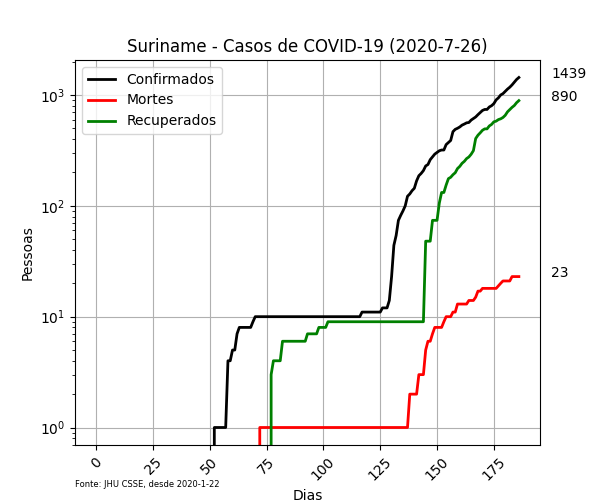 Suriname - Casos de COVID-19 (2020-7-26)
Confirmados
Mortes
Recuperados
1439
890
23
10³
10²
10¹
10⁰
Pessoas
0 25 50 75 100 125 150 175
Fonte: JHU CSSE, desde 2020-1-22
Dias